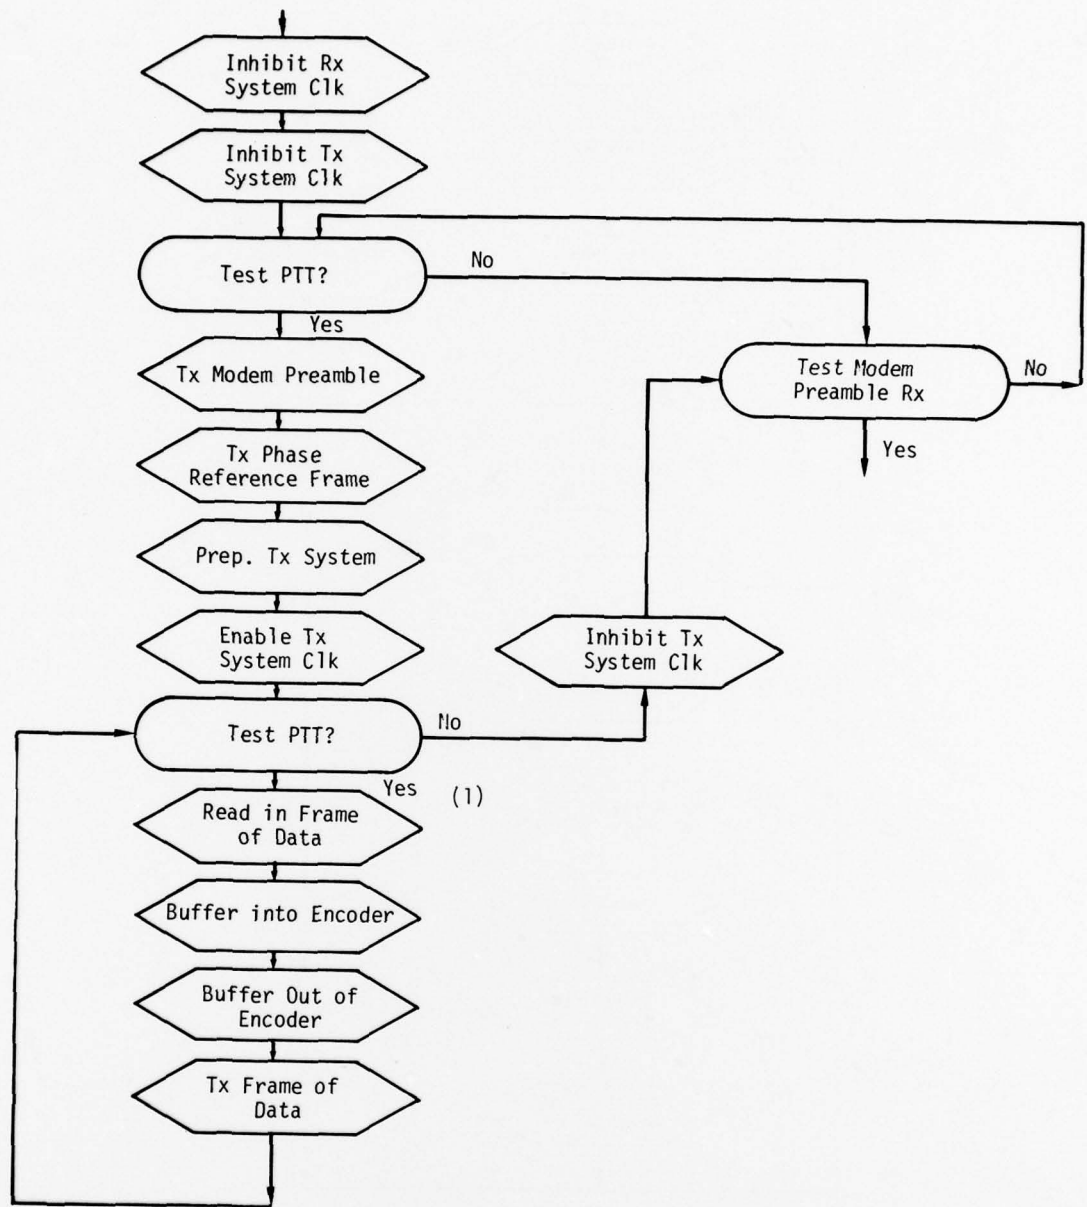 Inhibit Rx
System Clk
Inhibit Tx
System Clk
Test PTT?
No
Yes
Tx Modem Preamble
Test Modem
Preamble Rx
No
Yes
Tx Phase
Reference Frame
Prep. Tx System
Enable Tx
System Clk
Inhibit Tx
System Clk
Test PTT?
No
Yes
(1)
Read in Frame
of Data
Buffer into Encoder
Buffer Out of
Encoder
Tx Frame of
Data